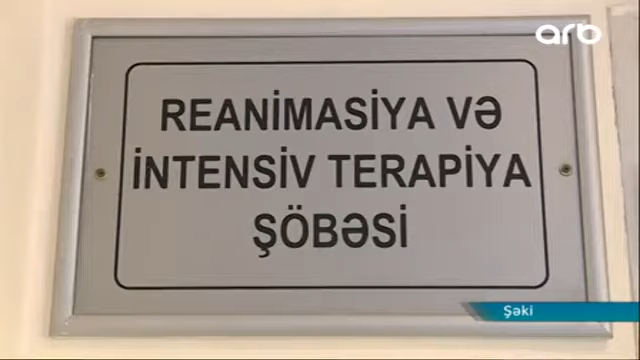 arb
REANİMASİYA VƏ
İNTENSİV TERAPİYA
ŞÖBƏSİ
Şəki